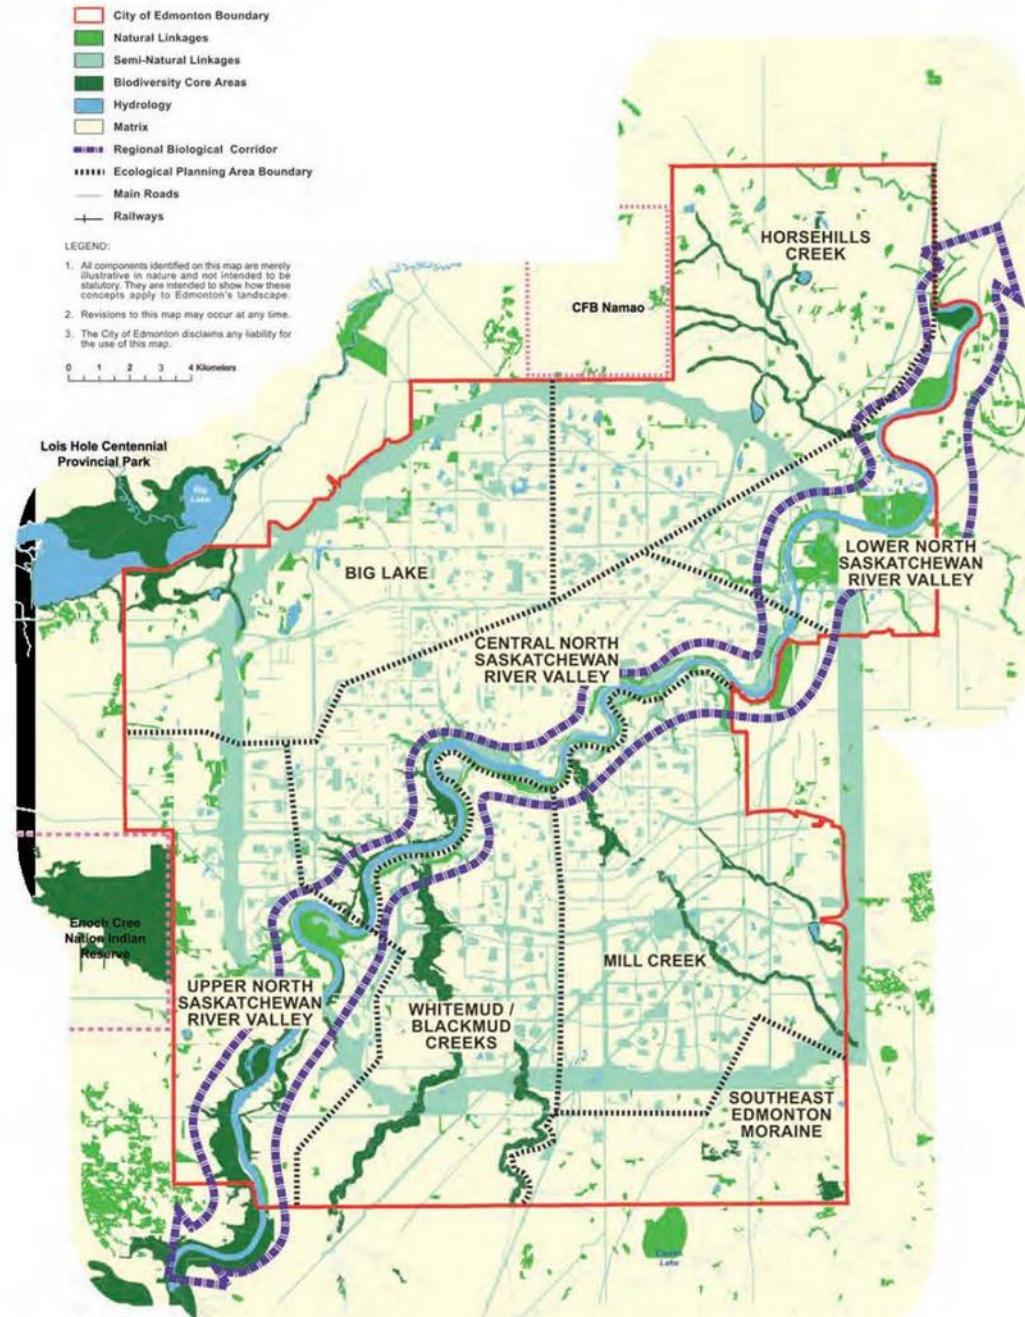 City of Edmonton Boundary
Natural Linkages
Semi-Natural Linkages
Biodiversity Core Areas
Hydrology
Matrix
Regional Biological Corridor
Ecological Planning Area Boundary
Main Roads
Railways
LEGEND:
1. All components identified on this map are merely
illustrative in nature and not intended to be
statutory. They are intended to show how these
concepts apply to Edmonton's landscape.
2. Revisions to this map may occur at any time.
3. The City of Edmonton disclaims any liability for
the use of this map.
0 1 2 3 4 Kilometers
HORSEHILLS
CREEK
CFB Namao
Lois Hole Centennial
Provincial Park
Big
Lake
BIG LAKE
LOWER NORTH
SASKATCHEWAN
RIVER VALLEY
CENTRAL NORTH
SASKATCHEWAN
RIVER VALLEY
Enoch Cree
Nation Indian
Reserve
UPPER NORTH
SASKATCHEWAN
RIVER VALLEY
MILL CREEK
WHITEMUD /
BLACKMUD
CREEKS
SOUTHEAST
EDMONTON
MORAINE
Lake